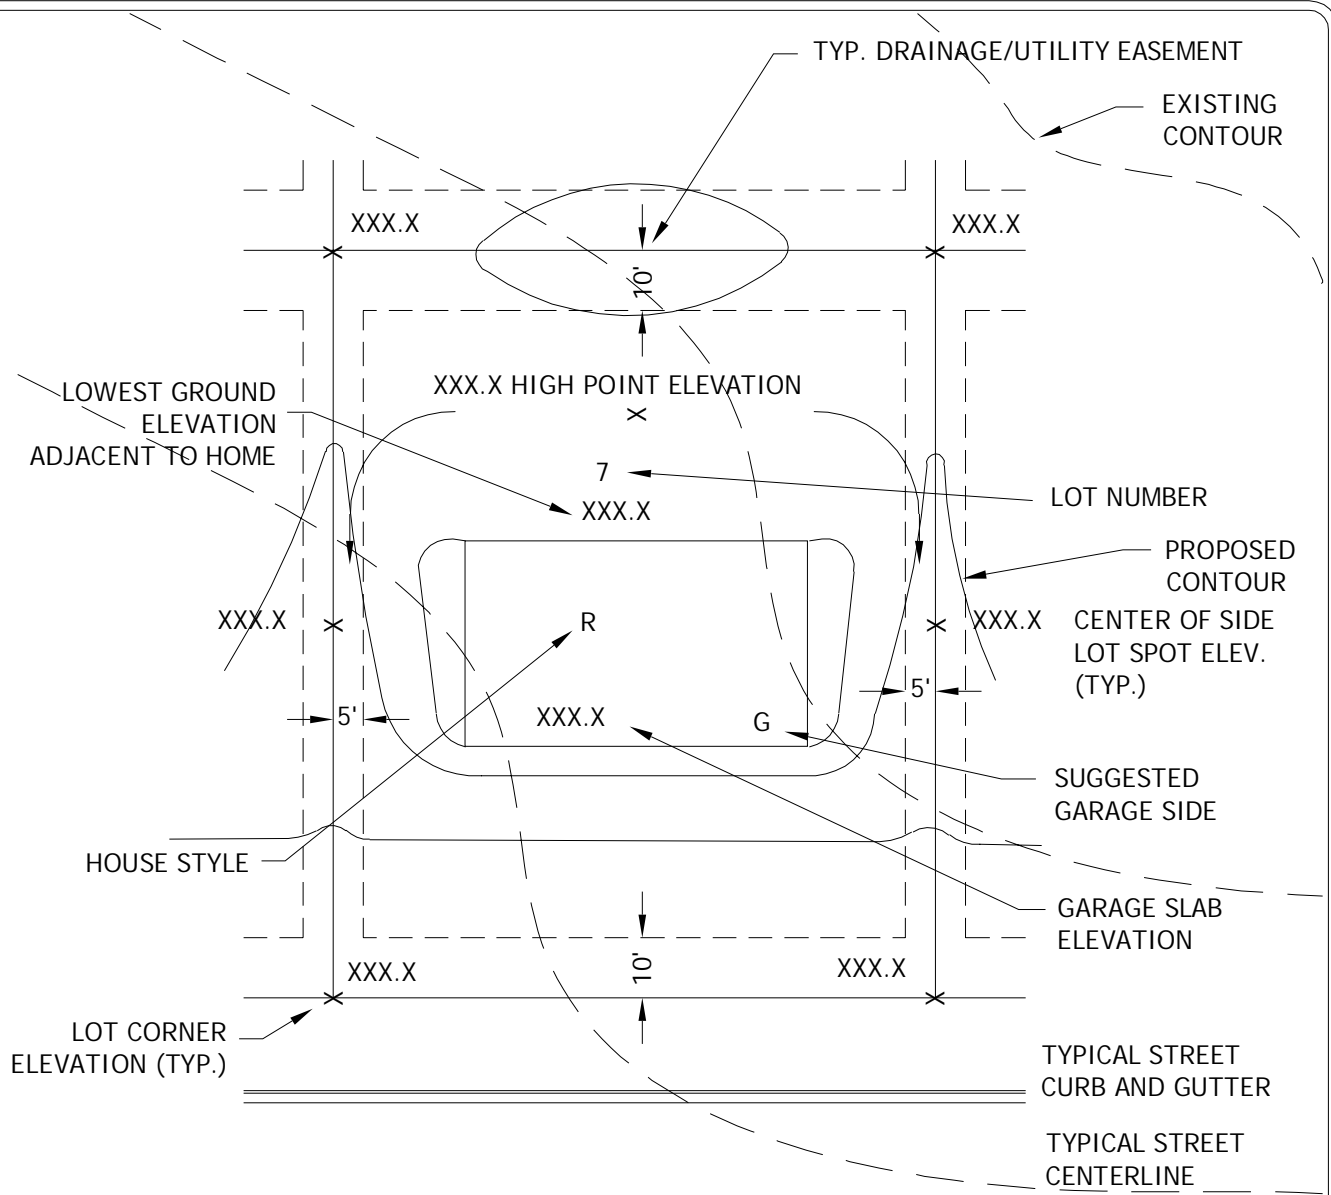 TYP. DRAINAGE/UTILITY EASEMENT
EXISTING
CONTOUR
XXX.X
XXX.X
10'
LOWEST GROUND
ELEVATION
ADJACENT TO HOME
XXX.X HIGH POINT ELEVATION
X
7
XXX.X
LOT NUMBER
PROPOSED
CONTOUR
XXX.X
R
XXX.X
CENTER OF SIDE
LOT SPOT ELEV.
(TYP.)
5'
5'
XXX.X
G
SUGGESTED
GARAGE SIDE
HOUSE STYLE
GARAGE SLAB
ELEVATION
XXX.X
10'
XXX.X
LOT CORNER
ELEVATION (TYP.)
TYPICAL STREET
CURB AND GUTTER
TYPICAL STREET
CENTERLINE